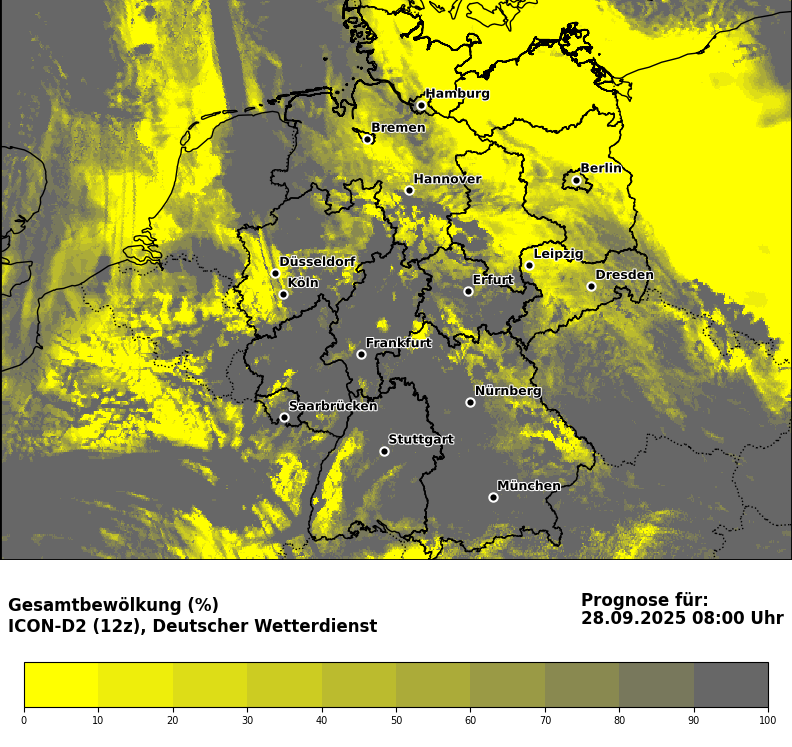 Hamburg
Bremen
Berlin
Hannover
Leipzig
Düsseldorf
Dresden
Köln
Erfurt
Frankfurt
Nürnberg
Saarbrücken
Stuttgart
München
Gesamtbewölkung (%)
ICON-D2 (12z), Deutscher Wetterdienst
Prognose für:
28.09.2025 08:00 Uhr
0 10 20 30 40 50 60 70 80 90 100